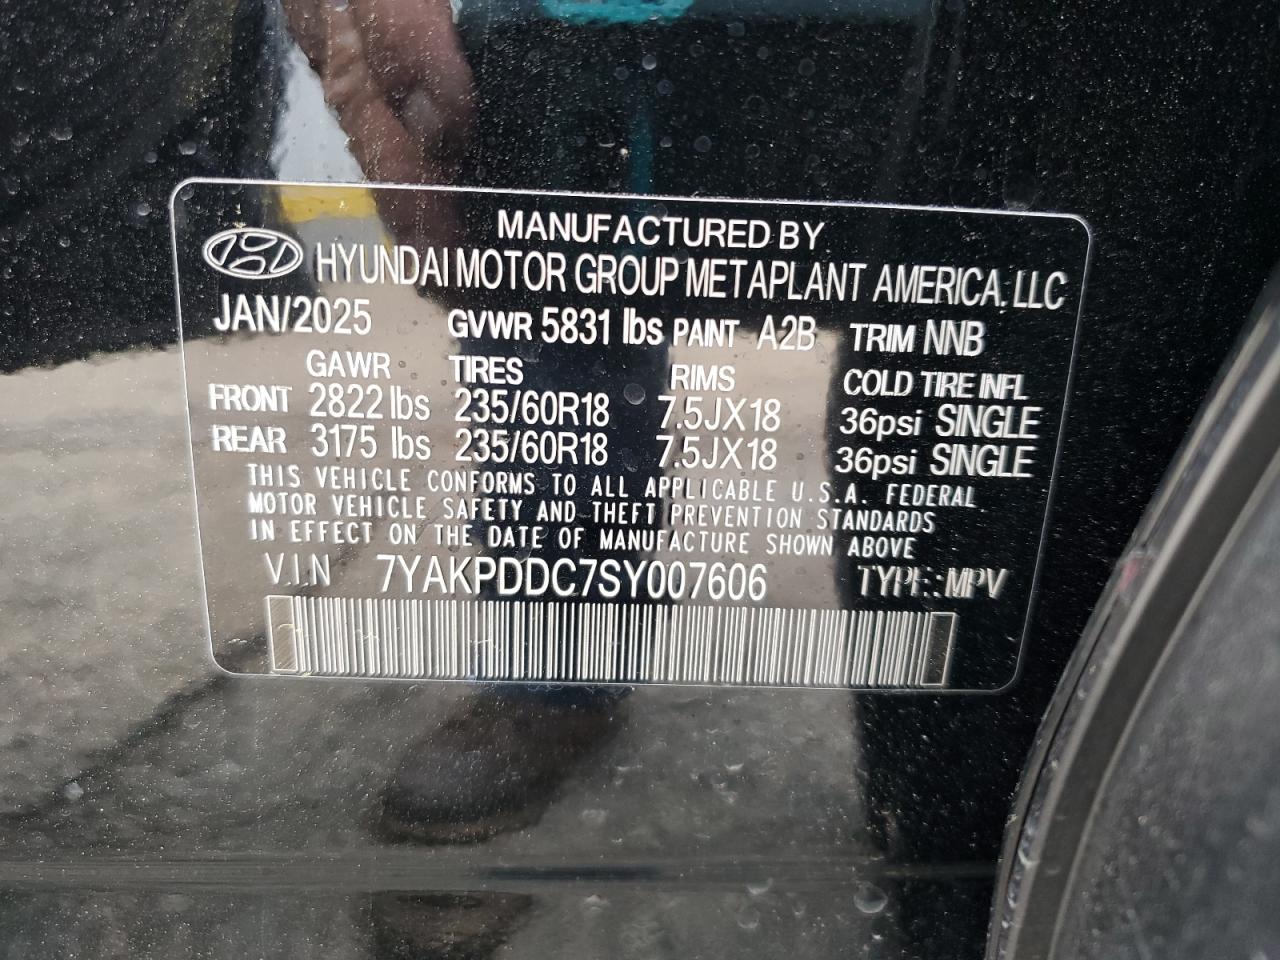 MANUFACTURED BY
HYUNDAI MOTOR GROUP METAPLANT AMERICA, LLC
JAN/2025 GVWR 5831 lbs PAINT A2B TRIM NNB
GAWR TIRES RIMS COLD TIRE INFL
FRONT 2822 lbs 235/60R18 7.5JX18 36psi SINGLE
REAR 3175 lbs 235/60R18 7.5JX18 36psi SINGLE
THIS VEHICLE CONFORMS TO ALL APPLICABLE U.S.A. FEDERAL
MOTOR VEHICLE SAFETY AND THEFT PREVENTION STANDARDS
IN EFFECT ON THE DATE OF MANUFACTURE SHOWN ABOVE
V.I.N 7YAKPDDC7SY007606 TYPE::MPV